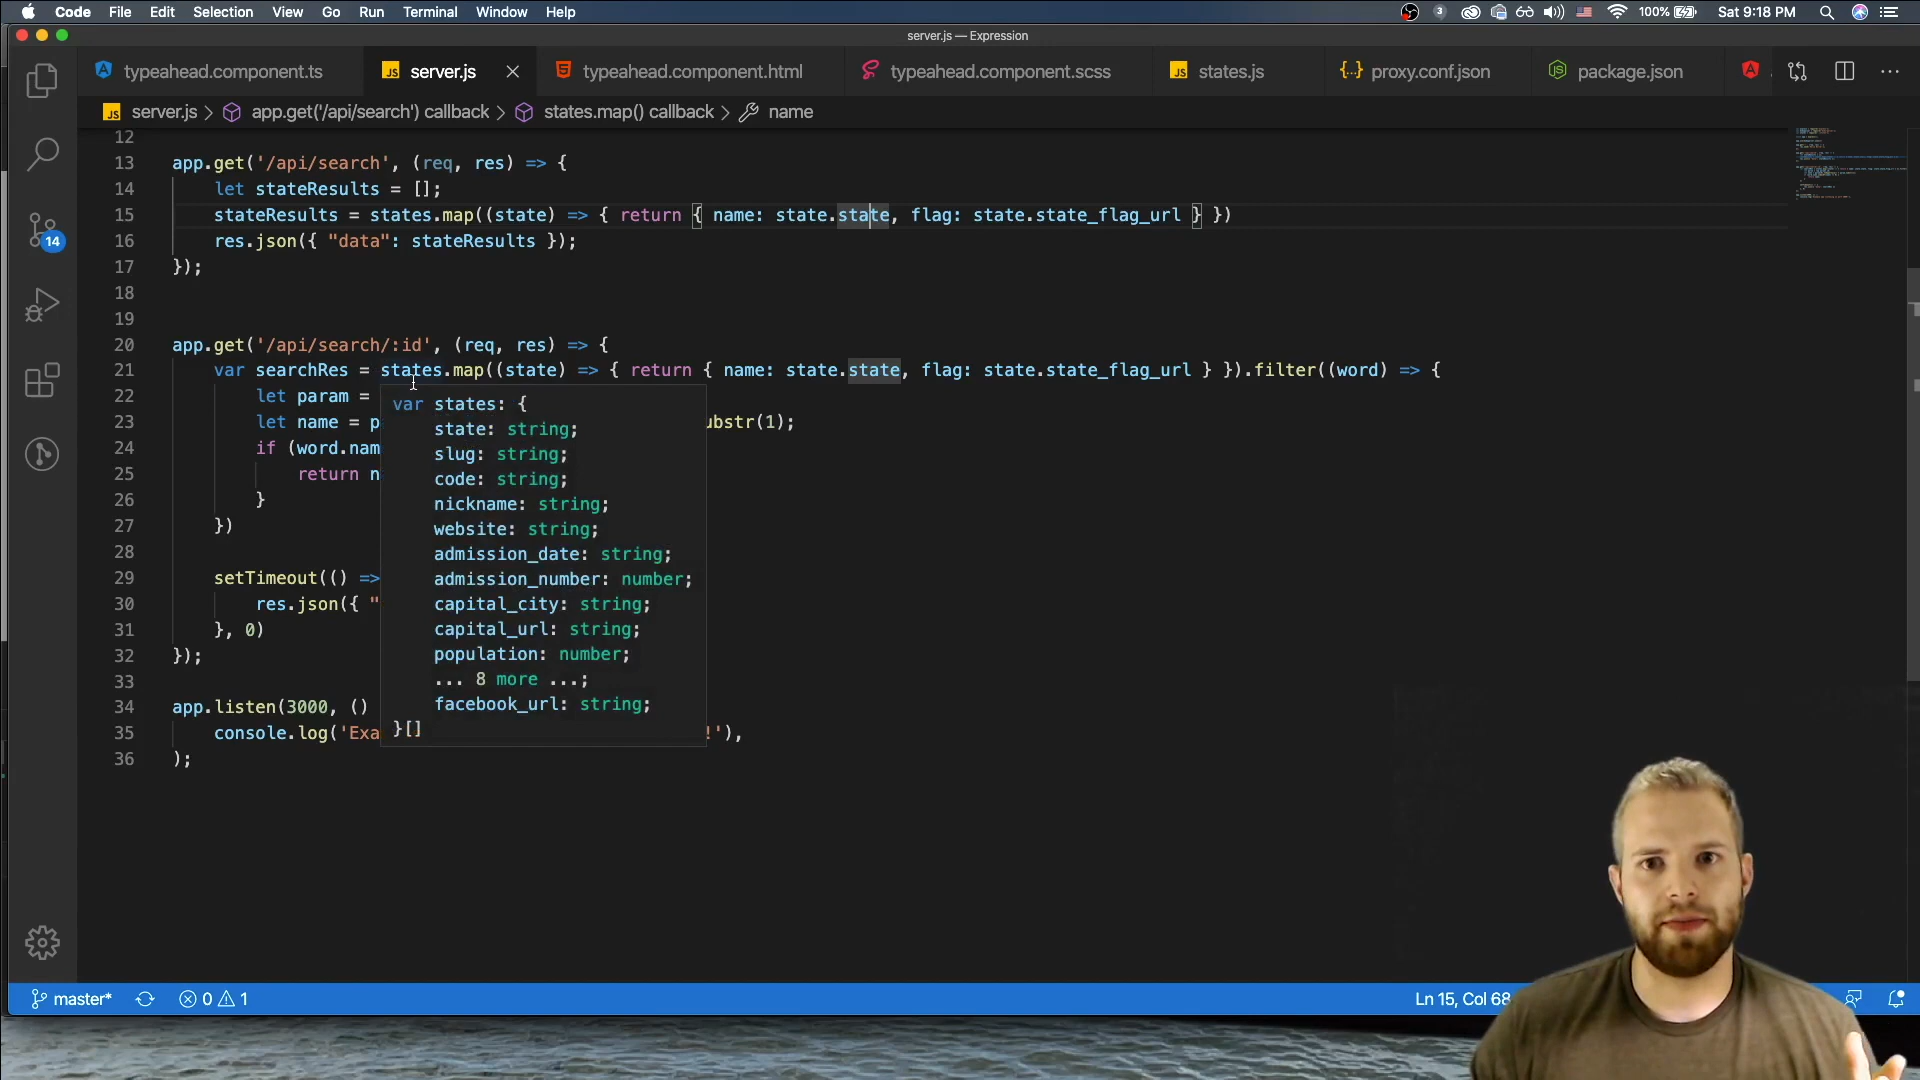 Code File Edit Selection View Go Run Terminal Window Help 3 100% Sat 9:18 PM
server.js — Expression
typeahead.component.ts JS server.js typeahead.component.html typeahead.component.scss JS states.js {··} proxy.conf.json package.json
JS server.js > app.get('/api/search') callback > states.map() callback > name
12
13 app.get('/api/search', (req, res) => {
14 let stateResults = [];
15 stateResults = states.map((state) => { return { name: state.state, flag: state.state_flag_url } })
16 res.json({ "data": stateResults });
17 });
18
19
20 app.get('/api/search/:id', (req, res) => {
21 var searchRes = states.map((state) => { return { name: state.state, flag: state.state_flag_url } }).filter((word) => {
22 let param =
23 let name = p ubstr(1);
24 if (word.nam
25 return n
26 }
27 })
28
29 setTimeout(() =>
30 res.json({ "
31 }, 0)
32 });
33
34 app.listen(3000, ()
35 console.log('Exa !'),
36 );
var states: {
state: string;
slug: string;
code: string;
nickname: string;
website: string;
admission_date: string;
admission_number: number;
capital_city: string;
capital_url: string;
population: number;
... 8 more ...;
facebook_url: string;
}[]
14
master* 0 1 Ln 15, Col 68